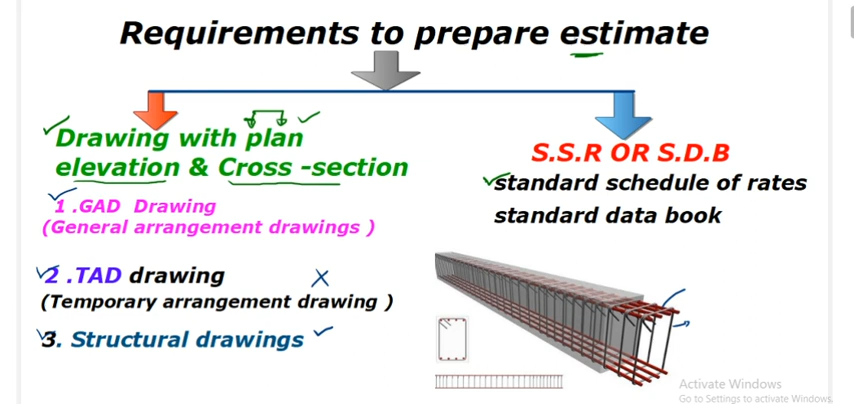 Requirements to prepare estimate
Drawing with plan
elevation & Cross -section
1 .GAD Drawing
(General arrangement drawings )
2 .TAD drawing
(Temporary arrangement drawing )
3. Structural drawings
S.S.R OR S.D.B
standard schedule of rates
standard data book
Activate Windows
Go to Settings to activate Windows.